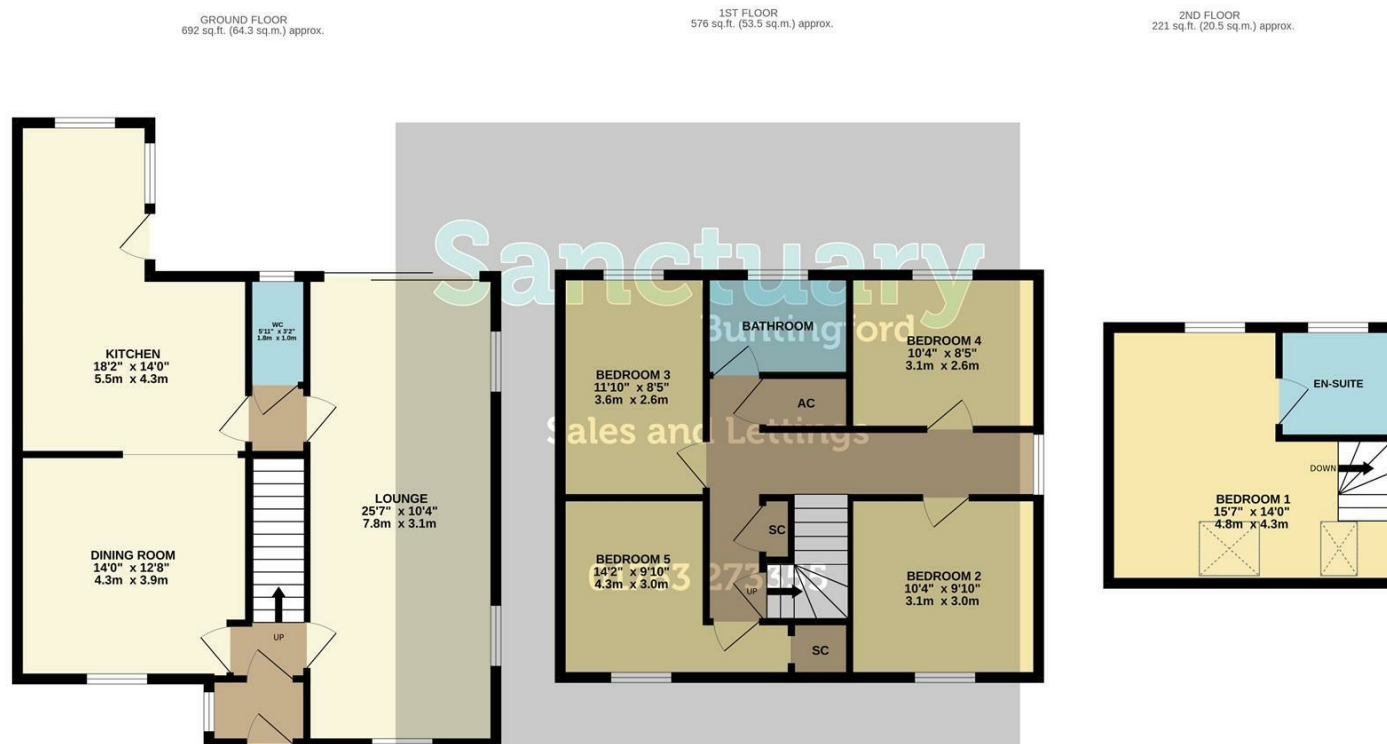 GROUND FLOOR
692 sq.ft. (64.3 sq.m.) approx.
1ST FLOOR
576 sq.ft. (53.5 sq.m.) approx.
2ND FLOOR
221 sq.ft. (20.5 sq.m.) approx.
Sanctuary
Buntingford
Sales and Lettings
KITCHEN
18'2" x 14'0"
5.5m x 4.3m
WC
5'11" x 3'2"
1.8m x 1.0m
LOUNGE
25'7" x 10'4"
7.8m x 3.1m
DINING ROOM
14'0" x 12'8"
4.3m x 3.9m
UP
BATHROOM
BEDROOM 3
11'10" x 8'5"
3.6m x 2.6m
AC
BEDROOM 4
10'4" x 8'5"
3.1m x 2.6m
SC
BEDROOM 5
14'2" x 9'10"
4.3m x 3.0m
UP
SC
BEDROOM 2
10'4" x 9'10"
3.1m x 3.0m
EN-SUITE
DOWN
BEDROOM 1
15'7" x 14'0"
4.8m x 4.3m